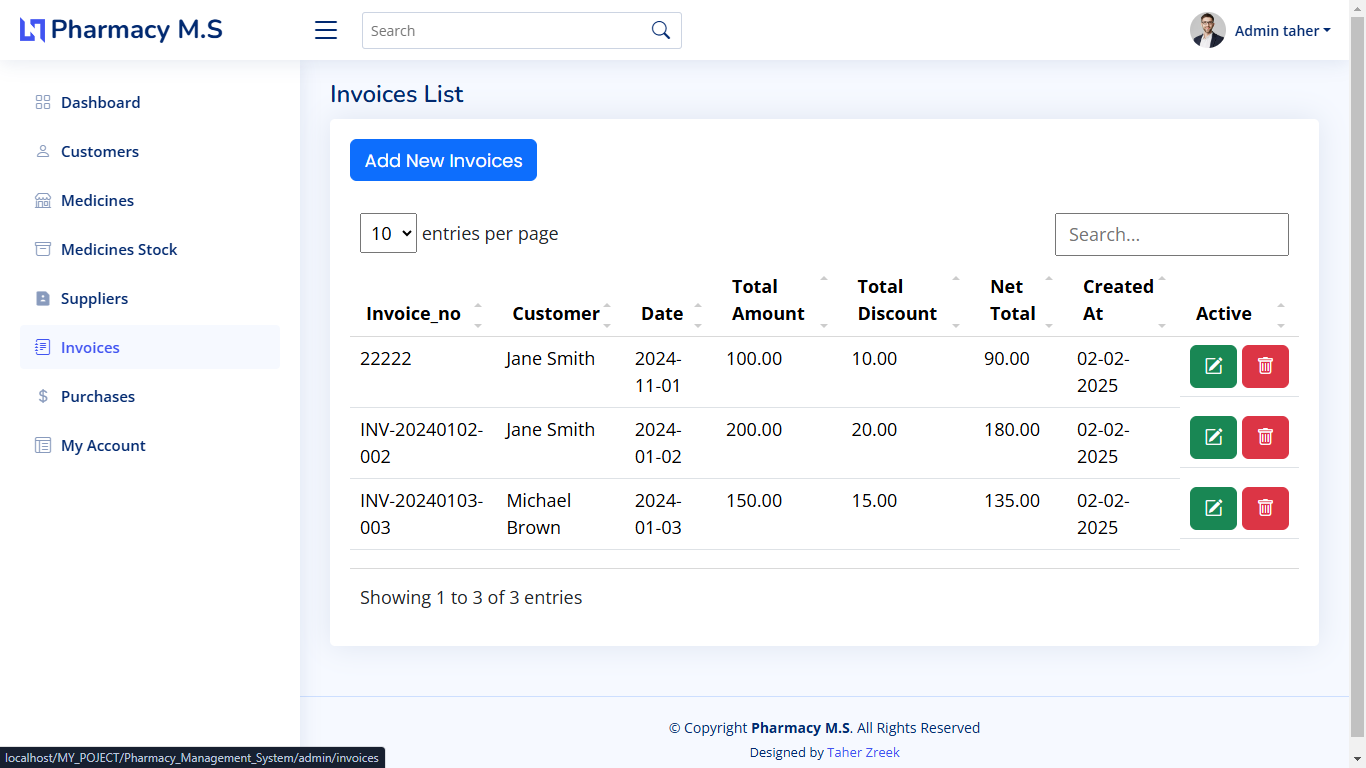 Pharmacy M.S
Search
Admin taher
Dashboard
Customers
Medicines
Medicines Stock
Suppliers
Invoices
Purchases
My Account
Invoices List
Add New Invoices
10 entries per page
Search...
Invoice_no Customer Date Total Amount Total Discount Net Total Created At Active
22222 Jane Smith 2024-11-01 100.00 10.00 90.00 02-02-2025
INV-20240102-002 Jane Smith 2024-01-02 200.00 20.00 180.00 02-02-2025
INV-20240103-003 Michael Brown 2024-01-03 150.00 15.00 135.00 02-02-2025
Showing 1 to 3 of 3 entries
© Copyright Pharmacy M.S. All Rights Reserved
Designed by Taher Zreek
localhost/MY_POJECT/Pharmacy_Management_System/admin/invoices